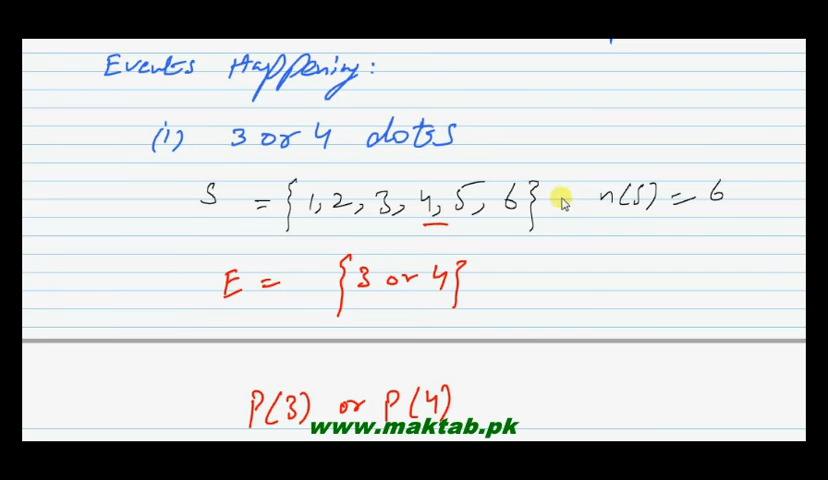 Events Happening:
(i) 3 or 4 dots
S = {1, 2, 3, 4, 5, 6} n(S) = 6
E = {3 or 4}
P(3) or P(4)
www.maktab.pk